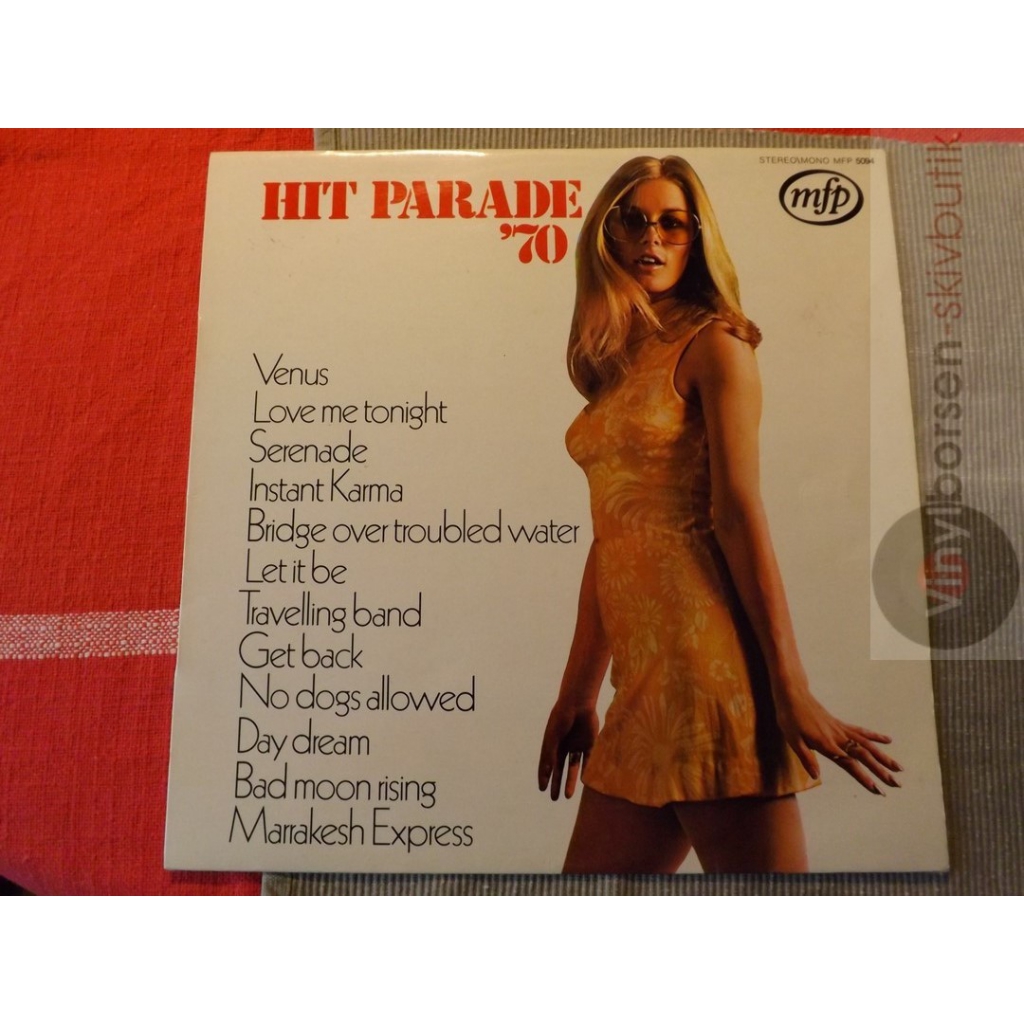 HIT PARADE
'70
STEREO\MONO MFP 5094
mfp
Venus
Love me tonight
Serenade
Instant Karma
Bridge over troubled water
Let it be
Travelling band
Get back
No dogs allowed
Day dream
Bad moon rising
Marrakesh Express
vinylborsen-skivbutik